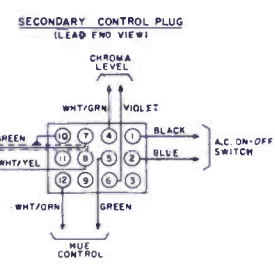 SECONDARY CONTROL PLUG
(LEAD END VIEW)
CHROMA
LEVEL
WHT/GRN VIOLET
GREEN
10 7 4 1 BLACK
A.C. ON-OFF
SWITCH
WHT/YEL
11 8 5 2 BLUE
12 9 6 3
WHT/ORN GREEN
HUE
CONTROL